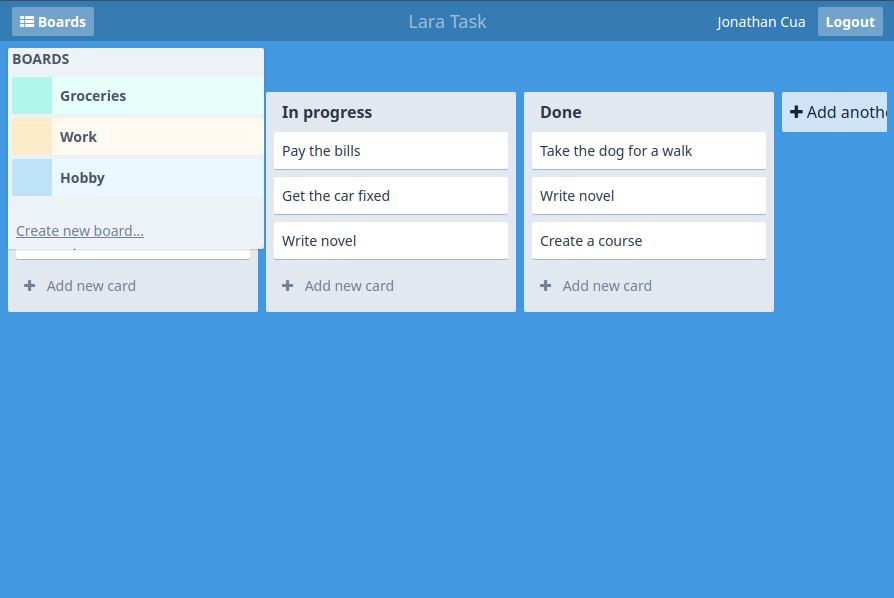 Boards
Lara Task
Jonathan Cua
Logout
BOARDS
Groceries
Work
Hobby
Create new board...
Add new card
In progress
Pay the bills
Get the car fixed
Write novel
Add new card
Done
Take the dog for a walk
Write novel
Create a course
Add new card
Add